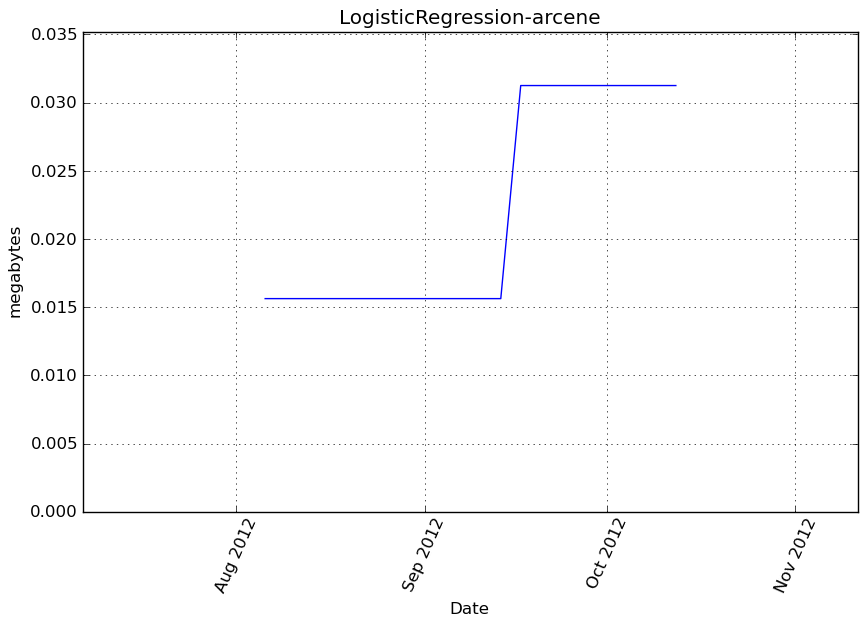 LogisticRegression-arcene
0.035
0.030
0.025
0.020
0.015
0.010
0.005
0.000
megabytes
Aug 2012
Sep 2012
Oct 2012
Nov 2012
Date